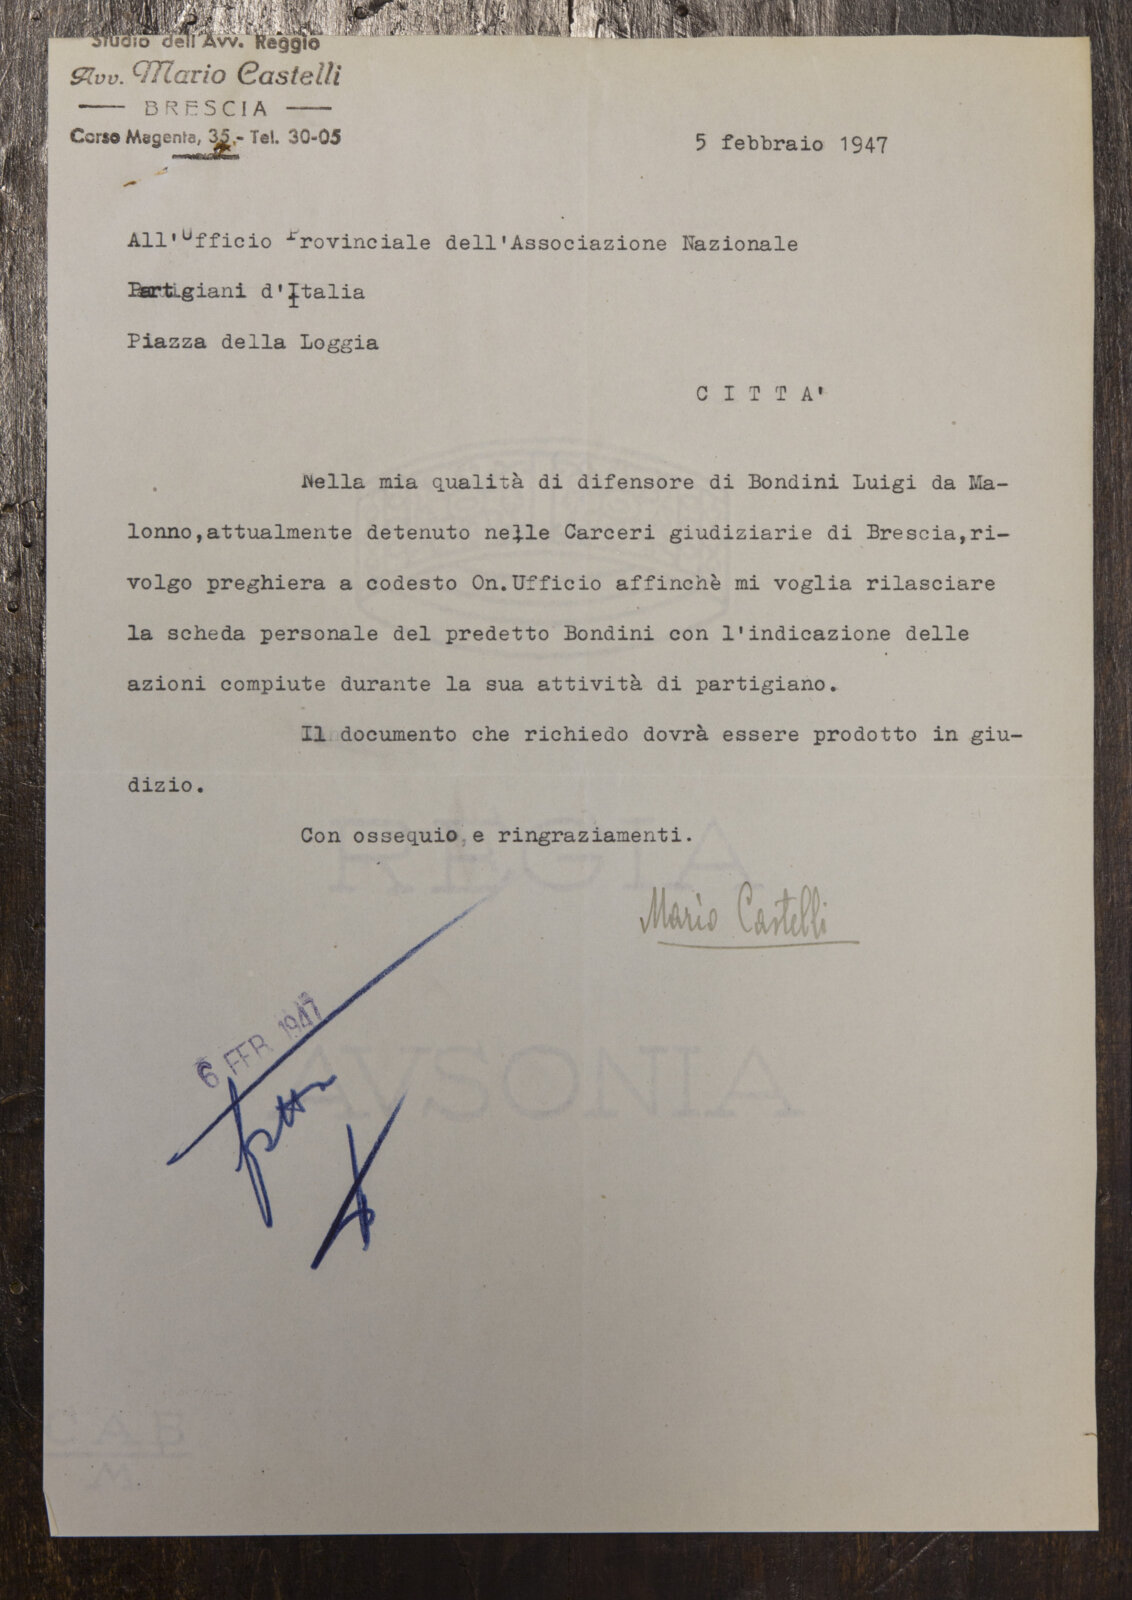 Studio dell'Avv. Reggio
Avv. Mario Castelli
BRESCIA
Corso Magenta, 35 - Tel. 30-05
5 febbraio 1947
All'Ufficio Provinciale dell'Associazione Nazionale
Partigiani d'Italia
Piazza della Loggia
C I T T A'
Nella mia qualità di difensore di Bondini Luigi da Ma-
lonno,attualmente detenuto nelle Carceri giudiziarie di Brescia,ri-
volgo preghiera a codesto On.Ufficio affinchè mi voglia rilasciare
la scheda personale del predetto Bondini con l'indicazione delle
azioni compiute durante la sua attività di partigiano.
Il documento che richiedo dovrà essere prodotto in giu-
dizio.
Con ossequio,e ringraziamenti.
REGIA
Mario Castelli
6 FEB 1947
AVSONIA
LAB
M